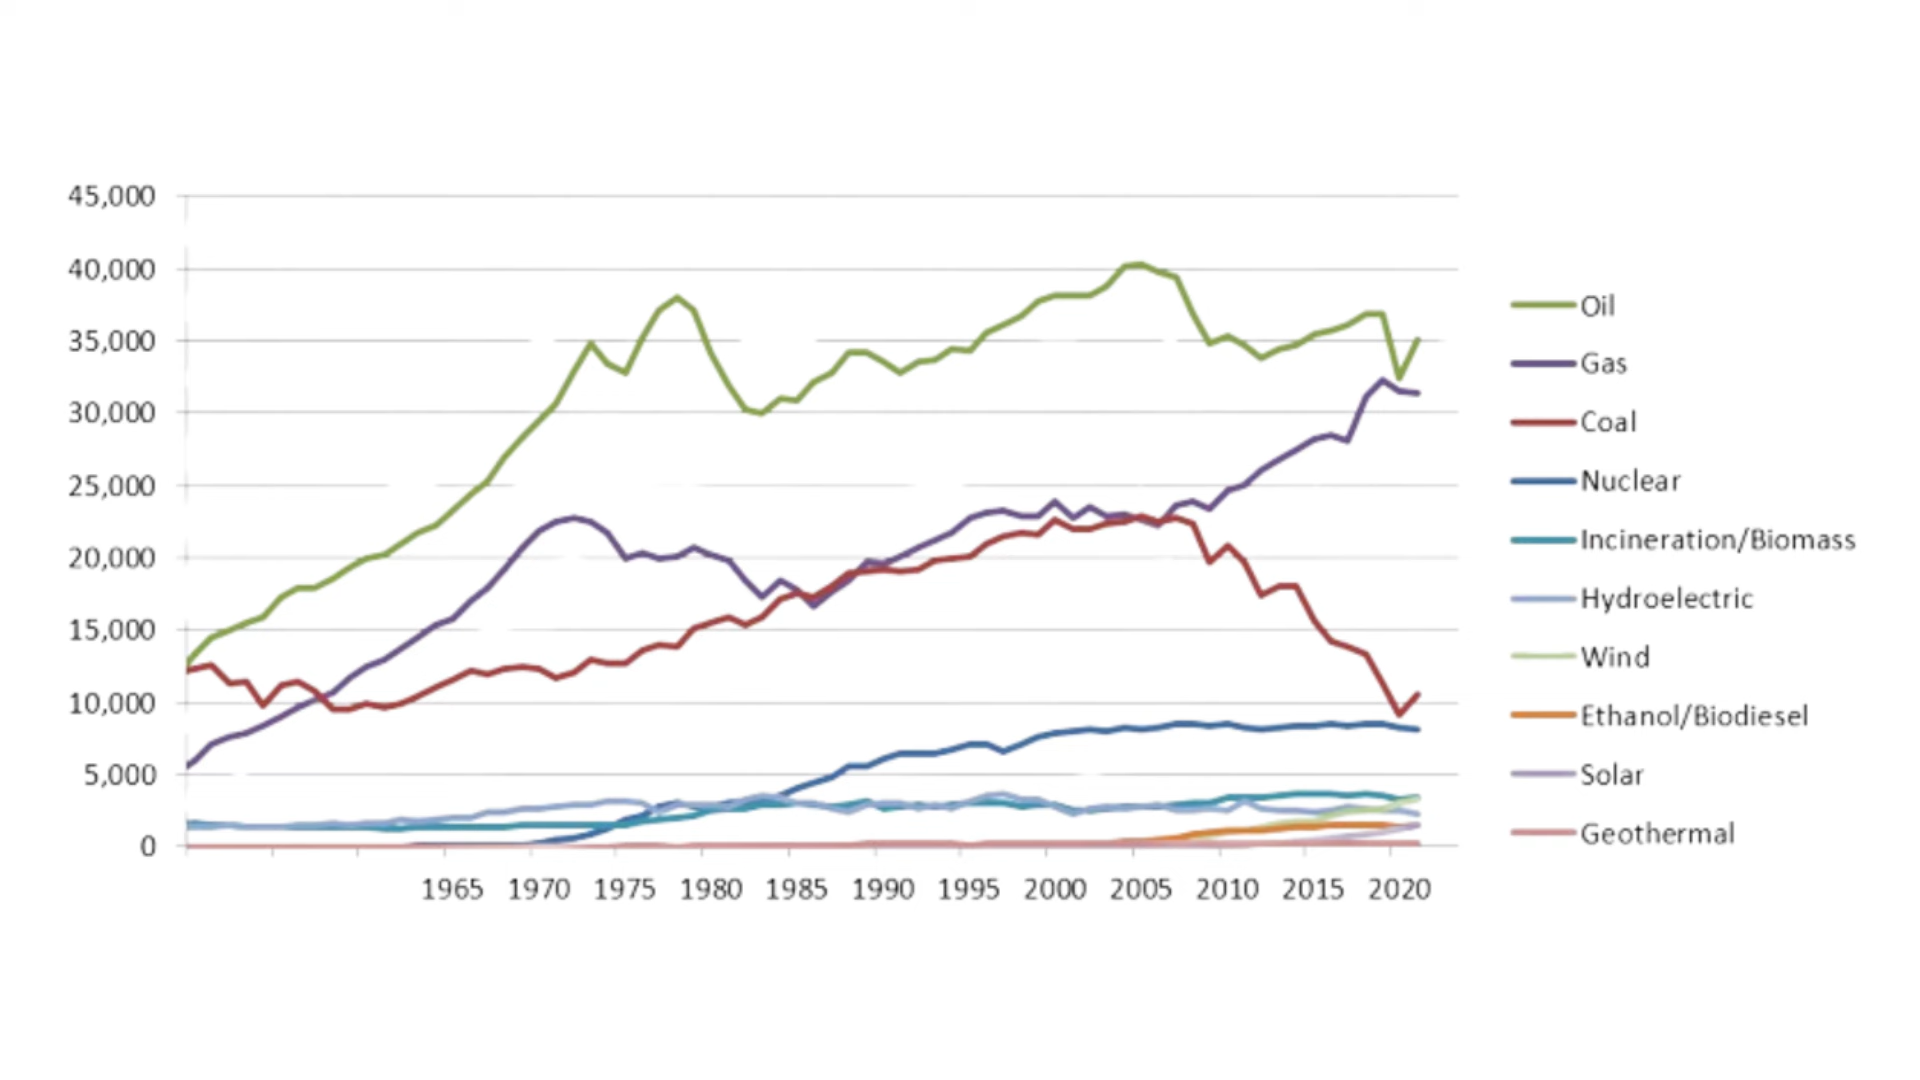 45,000
40,000
35,000
30,000
25,000
20,000
15,000
10,000
5,000
0
1965 1970 1975 1980 1985 1990 1995 2000 2005 2010 2015 2020
Oil
Gas
Coal
Nuclear
Incineration/Biomass
Hydroelectric
Wind
Ethanol/Biodiesel
Solar
Geothermal